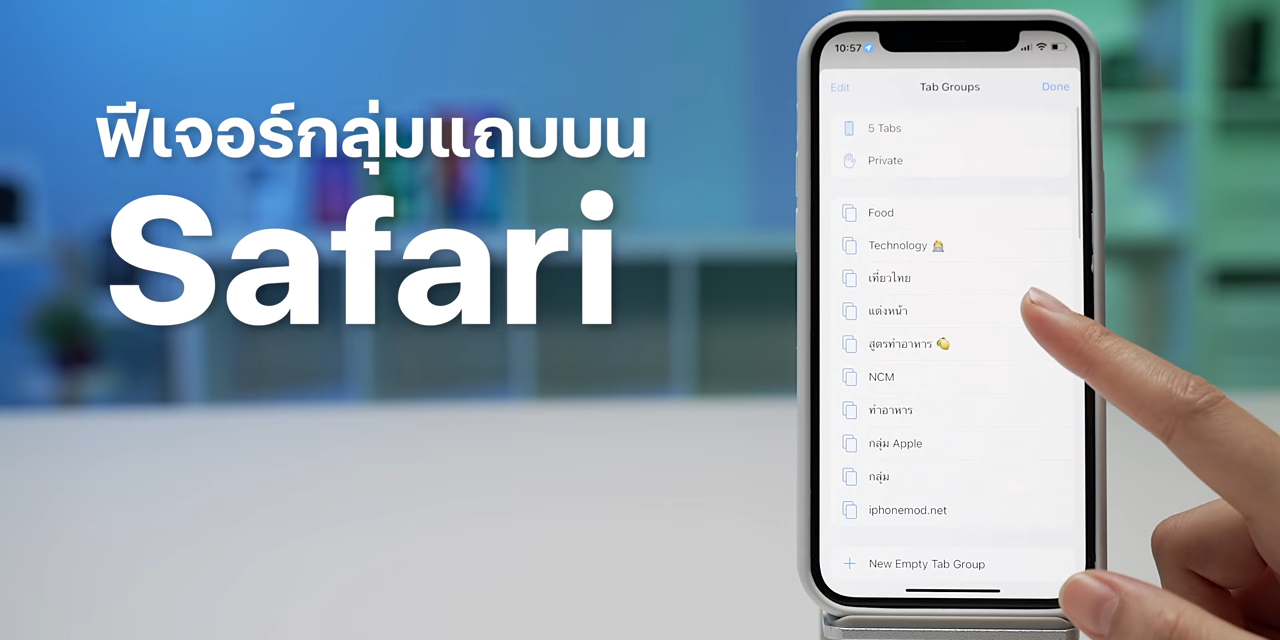 ฟีเจอร์กลุ่มแถบบน
Safari
10:57
Edit Tab Groups Done
5 Tabs
Private
Food
Technology
เที่ยวไทย
แต่งหน้า
สูตรทำอาหาร
NCM
ทำอาหาร
กลุ่ม Apple
กลุ่ม
iphonemod.net
New Empty Tab Group